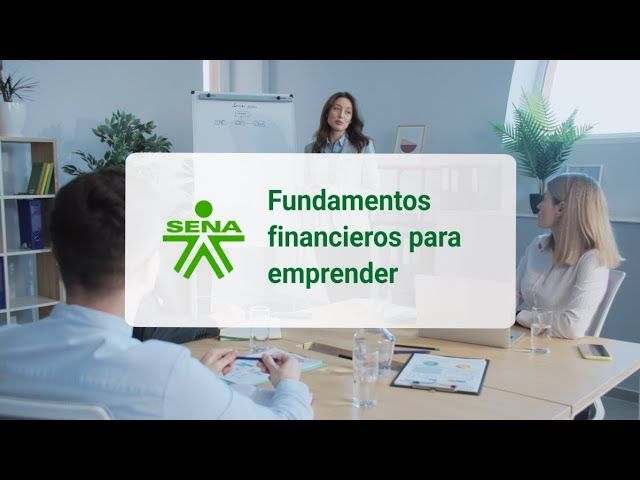 SENA
Fundamentos
financieros para
emprender